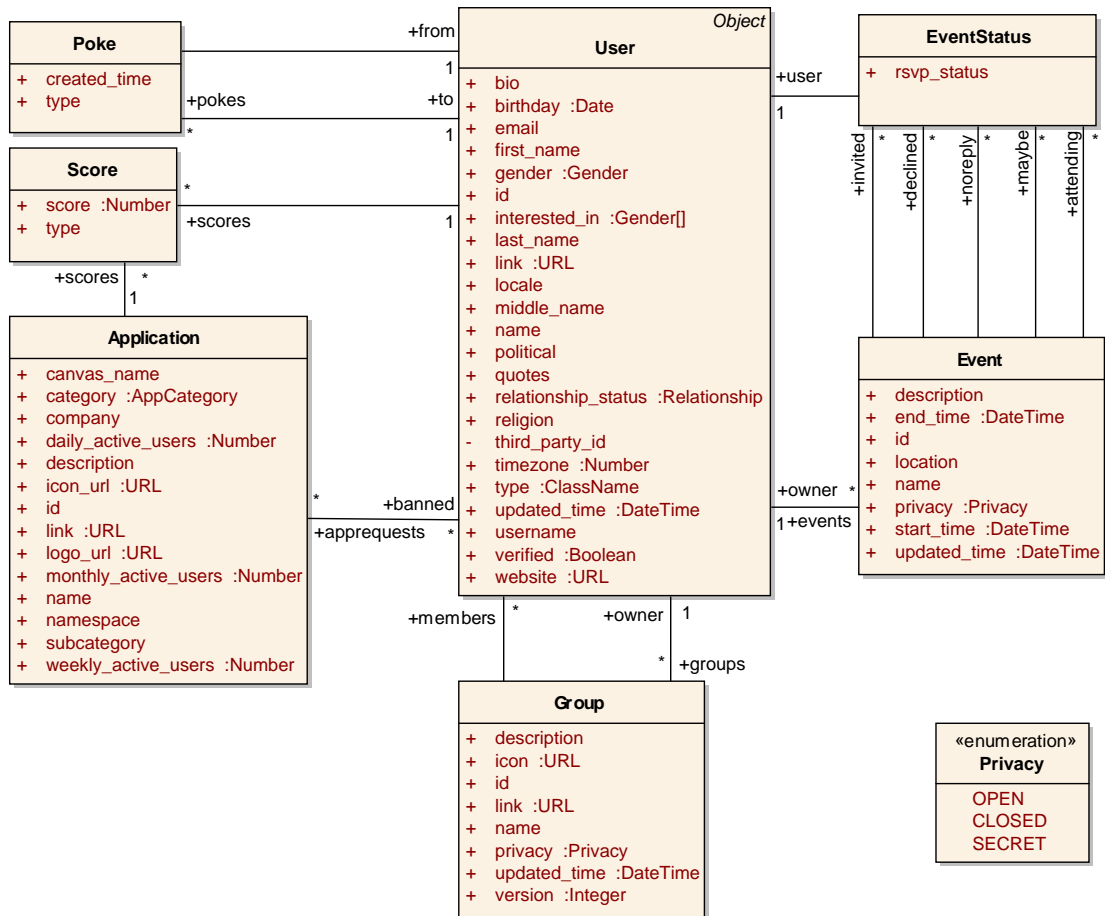 Poke
+ created_time
+ type
+from
1
+pokes
*
+to
1
Object
User
+ bio
+ birthday :Date
+ email
+ first_name
+ gender :Gender
+ id
+ interested_in :Gender[]
+ last_name
+ link :URL
+ locale
+ middle_name
+ name
+ political
+ quotes
+ relationship_status :Relationship
+ religion
- third_party_id
+ timezone :Number
+ type :ClassName
+ updated_time :DateTime
+ username
+ verified :Boolean
+ website :URL
EventStatus
+ rsvp_status
+user
1
+invited
*
+declined
*
+noreply
*
+maybe
*
+attending
*
Score
+ score :Number
+ type
*
+scores
1
+scores
*
1
Application
+ canvas_name
+ category :AppCategory
+ company
+ daily_active_users :Number
+ description
+ icon_url :URL
+ id
+ link :URL
+ logo_url :URL
+ monthly_active_users :Number
+ name
+ namespace
+ subcategory
+ weekly_active_users :Number
*
+banned
+apprequests
*
Event
+ description
+ end_time :DateTime
+ id
+ location
+ name
+ privacy :Privacy
+ start_time :DateTime
+ updated_time :DateTime
+owner
*
1
+events
+members
*
+owner
1
*
+groups
Group
+ description
+ icon :URL
+ id
+ link :URL
+ name
+ privacy :Privacy
+ updated_time :DateTime
+ version :Integer
«enumeration»
Privacy
OPEN
CLOSED
SECRET